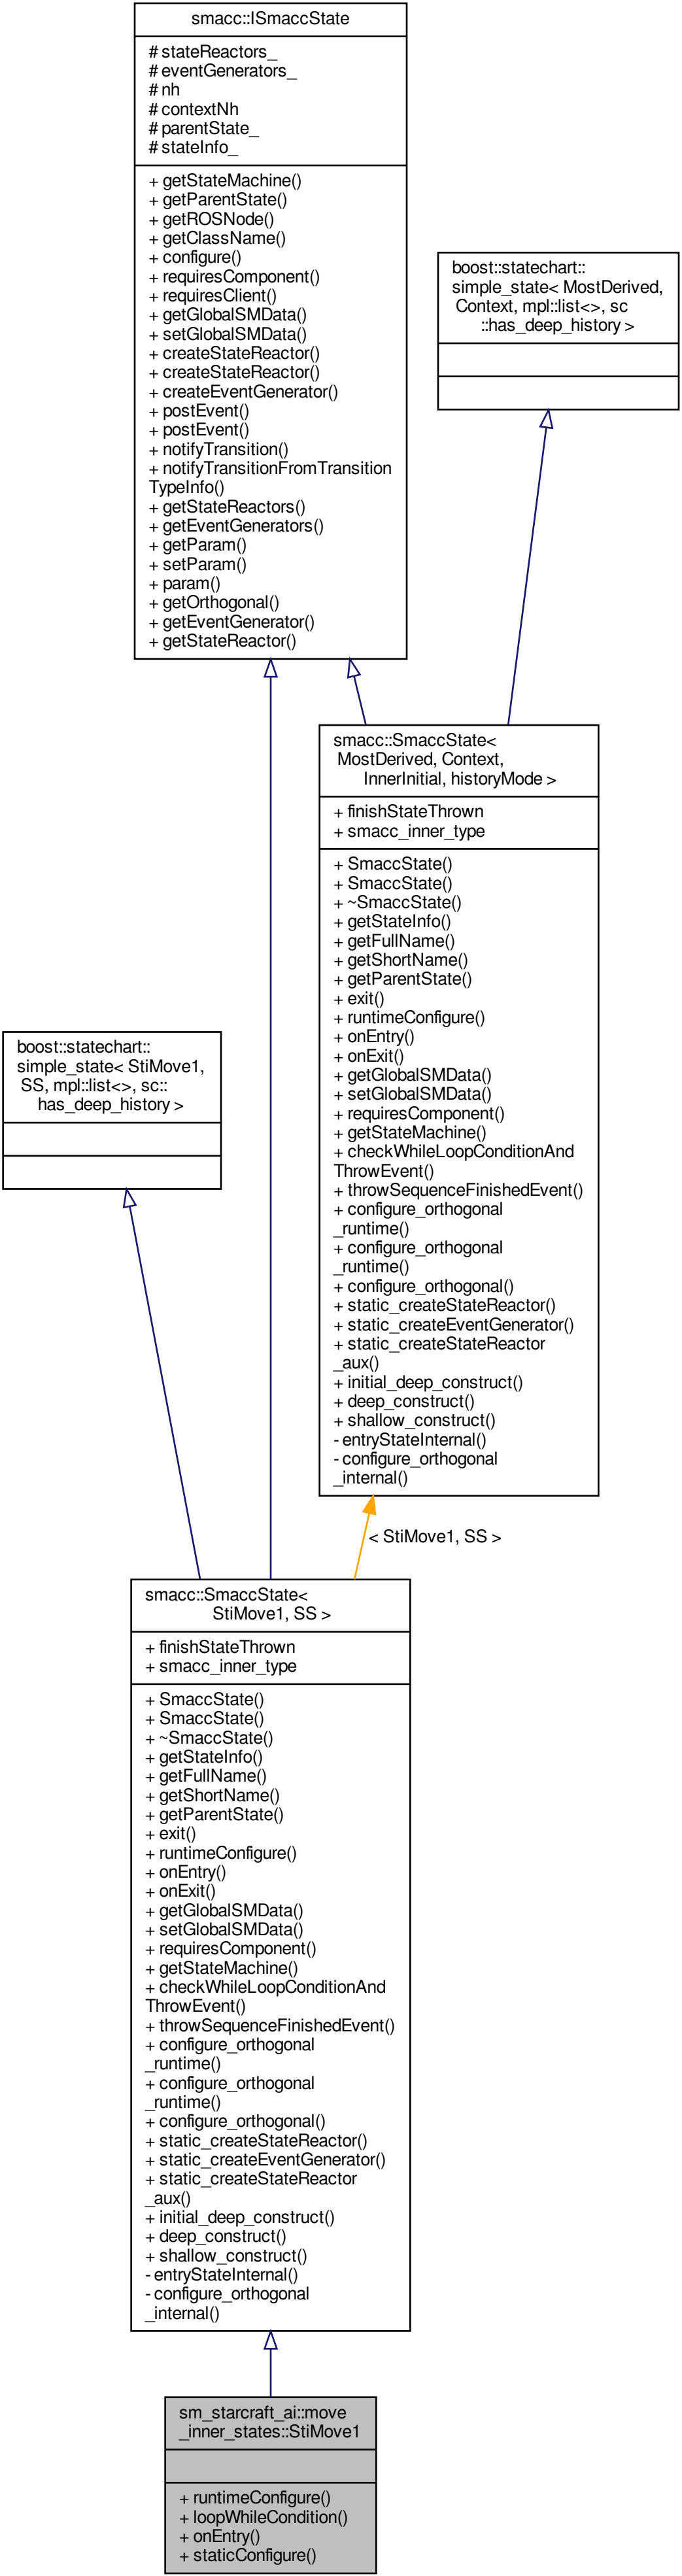 smacc::ISmaccState
# stateReactors_
# eventGenerators_
# nh
# contextNh
# parentState_
# stateInfo_
+ getStateMachine()
+ getParentState()
+ getROSNode()
+ getClassName()
+ configure()
+ requiresComponent()
+ requiresClient()
+ getGlobalSMData()
+ setGlobalSMData()
+ createStateReactor()
+ createStateReactor()
+ createEventGenerator()
+ postEvent()
+ postEvent()
+ notifyTransition()
+ notifyTransitionFromTransition
TypeInfo()
+ getStateReactors()
+ getEventGenerators()
+ getParam()
+ setParam()
+ param()
+ getOrthogonal()
+ getEventGenerator()
+ getStateReactor()
boost::statechart::
simple_state< MostDerived,
Context, mpl::list<>, sc
::has_deep_history >
smacc::SmaccState<
MostDerived, Context,
InnerInitial, historyMode >
+ finishStateThrown
+ smacc_inner_type
+ SmaccState()
+ SmaccState()
+ ~SmaccState()
+ getStateInfo()
+ getFullName()
+ getShortName()
+ getParentState()
+ exit()
+ runtimeConfigure()
+ onEntry()
+ onExit()
+ getGlobalSMData()
+ setGlobalSMData()
+ requiresComponent()
+ getStateMachine()
+ checkWhileLoopConditionAnd
ThrowEvent()
+ throwSequenceFinishedEvent()
+ configure_orthogonal
_runtime()
+ configure_orthogonal
_runtime()
+ configure_orthogonal()
+ static_createStateReactor()
+ static_createEventGenerator()
+ static_createStateReactor
_aux()
+ initial_deep_construct()
+ deep_construct()
+ shallow_construct()
- entryStateInternal()
- configure_orthogonal
_internal()
boost::statechart::
simple_state< StiMove1,
SS, mpl::list<>, sc::
has_deep_history >
< StiMove1, SS >
smacc::SmaccState<
StiMove1, SS >
+ finishStateThrown
+ smacc_inner_type
+ SmaccState()
+ SmaccState()
+ ~SmaccState()
+ getStateInfo()
+ getFullName()
+ getShortName()
+ getParentState()
+ exit()
+ runtimeConfigure()
+ onEntry()
+ onExit()
+ getGlobalSMData()
+ setGlobalSMData()
+ requiresComponent()
+ getStateMachine()
+ checkWhileLoopConditionAnd
ThrowEvent()
+ throwSequenceFinishedEvent()
+ configure_orthogonal
_runtime()
+ configure_orthogonal
_runtime()
+ configure_orthogonal()
+ static_createStateReactor()
+ static_createEventGenerator()
+ static_createStateReactor
_aux()
+ initial_deep_construct()
+ deep_construct()
+ shallow_construct()
- entryStateInternal()
- configure_orthogonal
_internal()
sm_starcraft_ai::move
_inner_states::StiMove1
+ runtimeConfigure()
+ loopWhileCondition()
+ onEntry()
+ staticConfigure()